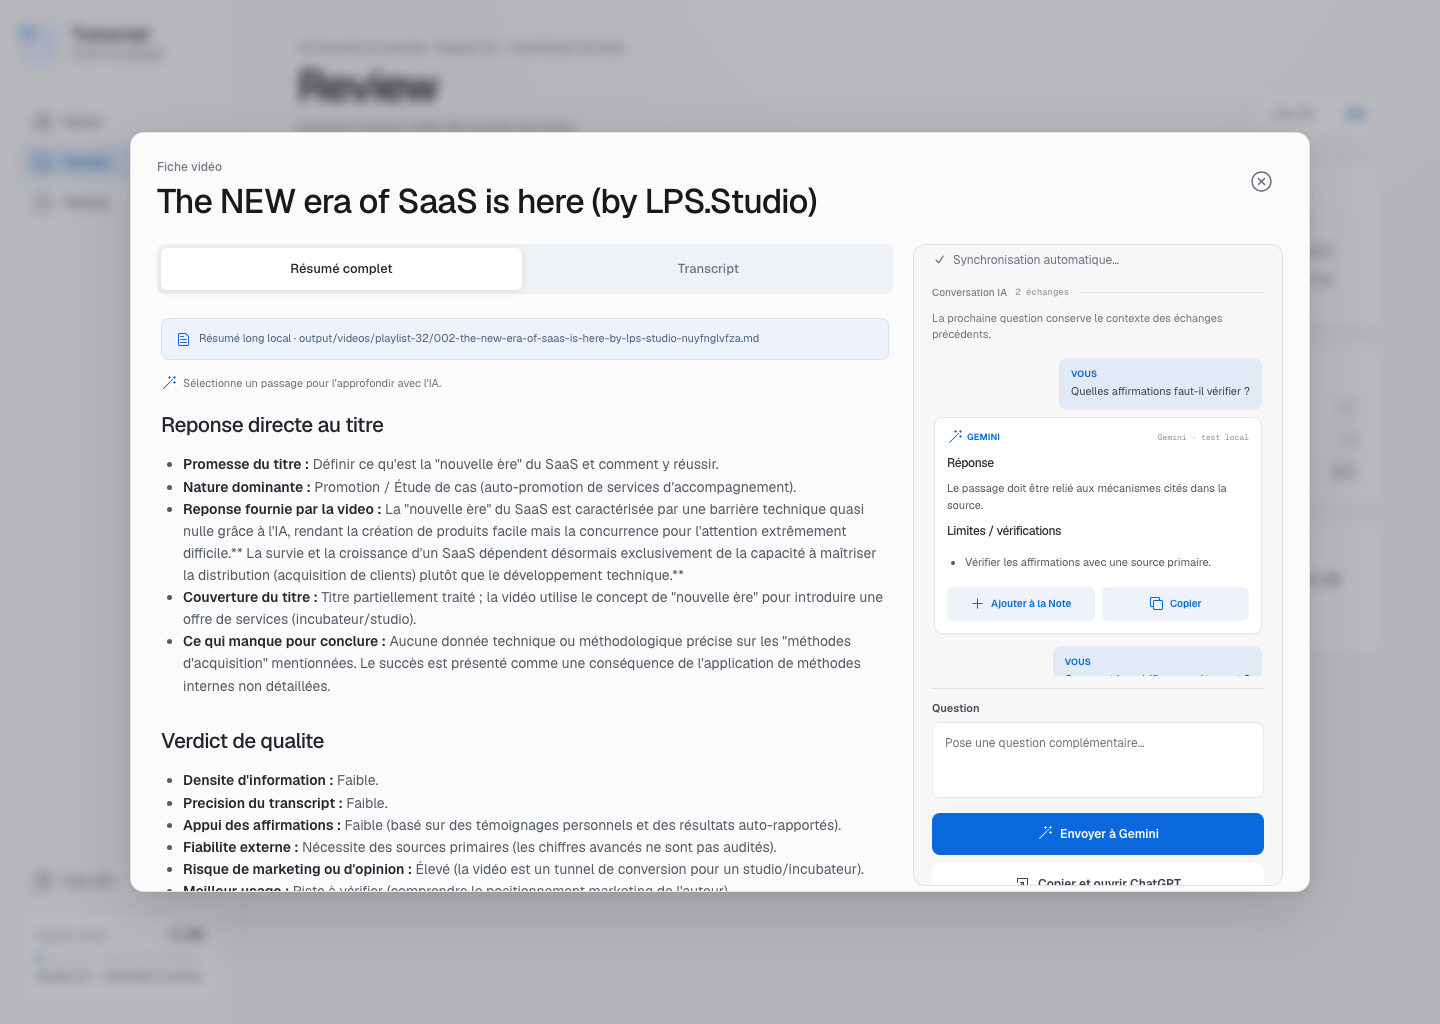 Review
Fiche vidéo
The NEW era of SaaS is here (by LPS.Studio)
Résumé complet
Transcript
Résumé long local · output/videos/playlist-32/002-the-new-era-of-saas-is-here-by-lps-studio-nuyfnglvfza.md
Sélectionne un passage pour l'approfondir avec l'IA.
Reponse directe au titre
Promesse du titre : Définir ce qu'est la "nouvelle ère" du SaaS et comment y réussir.
Nature dominante : Promotion / Étude de cas (auto-promotion de services d'accompagnement).
Reponse fournie par la video : La "nouvelle ère" du SaaS est caractérisée par une barrière technique quasi
nulle grâce à l'IA, rendant la création de produits facile mais la concurrence pour l'attention extrêmement
difficile.** La survie et la croissance d'un SaaS dépendent désormais exclusivement de la capacité à maîtriser
la distribution (acquisition de clients) plutôt que le développement technique.**
Couverture du titre : Titre partiellement traité ; la vidéo utilise le concept de "nouvelle ère" pour introduire une
offre de services (incubateur/studio).
Ce qui manque pour conclure : Aucune donnée technique ou méthodologique précise sur les "méthodes
d'acquisition" mentionnées. Le succès est présenté comme une conséquence de l'application de méthodes
internes non détaillées.
Verdict de qualite
Densite d'information : Faible.
Precision du transcript : Faible.
Appui des affirmations : Faible (basé sur des témoignages personnels et des résultats auto-rapportés).
Fiabilite externe : Nécessite des sources primaires (les chiffres avancés ne sont pas audités).
Risque de marketing ou d'opinion : Élevé (la vidéo est un tunnel de conversion pour un studio/incubateur).
Meilleur usage : Piste à vérifier (comprendre le positionnement marketing de l'auteur).
Synchronisation automatique...
Conversation IA 2 échanges
La prochaine question conserve le contexte des échanges
précédents.
VOUS
Quelles affirmations faut-il vérifier ?
GEMINI
Gemini · test local
Réponse
Le passage doit être relié aux mécanismes cités dans la
source.
Limites / vérifications
Vérifier les affirmations avec une source primaire.
Ajouter à la Note
Copier
VOUS
Question
Pose une question complémentaire...
Envoyer à Gemini
Copier et ouvrir ChatGPT